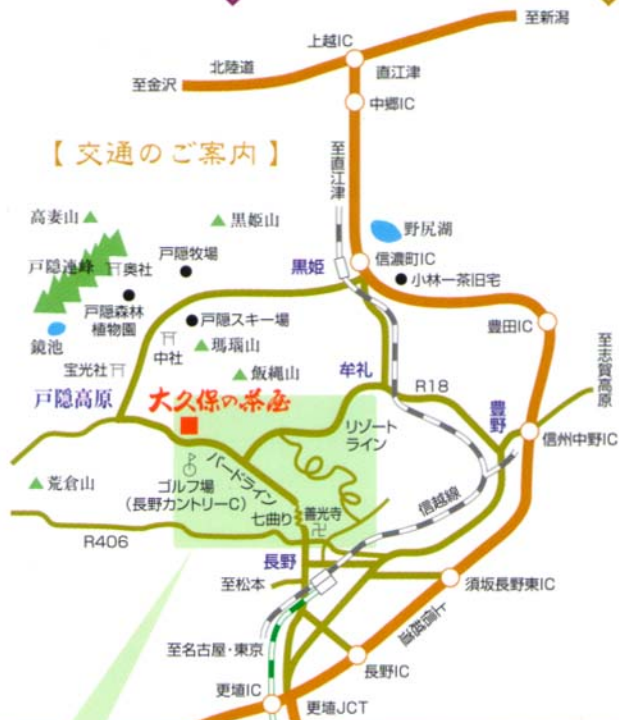 至新潟
上越IC
北陸道
直江津
至金沢
中郷IC
【 交通のご案内 】
至直江津
高妻山
黒姫山
野尻湖
戸隠牧場
戸隠連峰
奥社
黒姫
信濃町IC
小林一茶旧宅
戸隠森林
植物園
戸隠スキー場
豊田IC
鏡池
中社
瑪瑙山
至志賀高原
宝光社
飯縄山
牟礼
R18
戸隠高原
大久保の茶屋
豊野
リゾート
ライン
信州中野IC
バードライン
荒倉山
ゴルフ場
(長野カントリーC)
七曲り
善光寺
信越線
R406
長野
至松本
須坂長野東IC
上信越道
至名古屋・東京
長野IC
更埴IC
更埴JCT